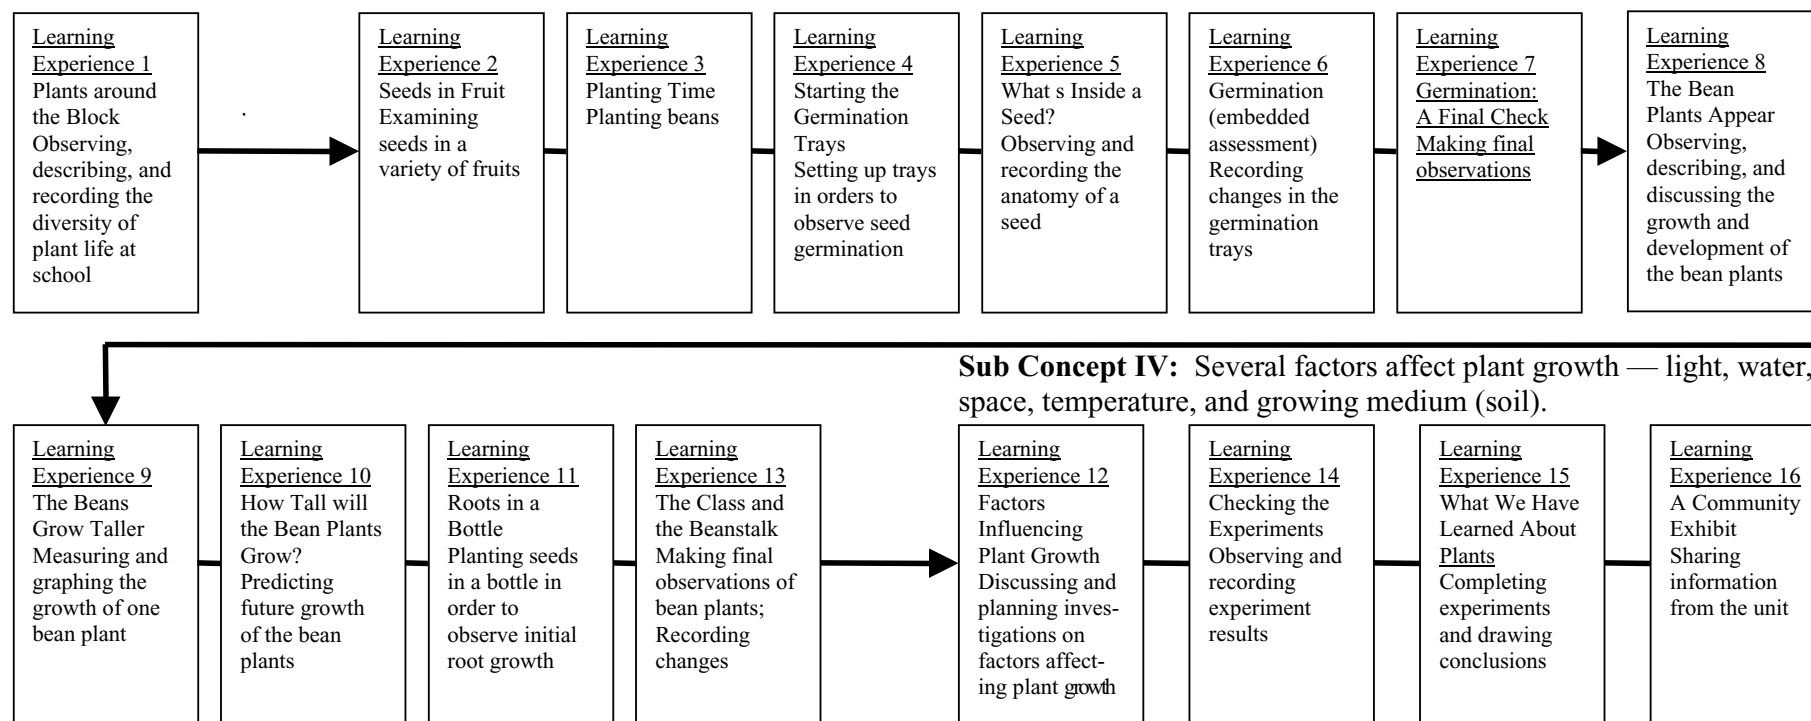 Learning
Experience 1
Plants around
the Block
Observing,
describing, and
recording the
diversity of
plant life at
school
.
Learning
Experience 2
Seeds in Fruit
Examining
seeds in a
variety of fruits
Learning
Experience 3
Planting Time
Planting beans
Learning
Experience 4
Starting the
Germination
Trays
Setting up trays
in orders to
observe seed
germination
Learning
Experience 5
What s Inside a
Seed?
Observing and
recording the
anatomy of a
seed
Learning
Experience 6
Germination
(embedded
assessment)
Recording
changes in the
germination
trays
Learning
Experience 7
Germination:
A Final Check
Making final
observations
Learning
Experience 8
The Bean
Plants Appear
Observing,
describing, and
discussing the
growth and
development of
the bean plants
Sub Concept IV:  Several factors affect plant growth — light, water,
space, temperature, and growing medium (soil).
Learning
Experience 9
The Beans
Grow Taller
Measuring and
graphing the
growth of one
bean plant
Learning
Experience 10
How Tall will
the Bean Plants
Grow?
Predicting
future growth
of the bean
plants
Learning
Experience 11
Roots in a
Bottle
Planting seeds
in a bottle in
order to
observe initial
root growth
Learning
Experience 13
The Class and
the Beanstalk
Making final
observations of
bean plants;
Recording
changes
Learning
Experience 12
Factors
Influencing
Plant Growth
Discussing and
planning inves-
tigations on
factors affect-
ing plant growth
Learning
Experience 14
Checking the
Experiments
Observing and
recording
experiment
results
Learning
Experience 15
What We Have
Learned About
Plants
Completing
experiments
and drawing
conclusions
Learning
Experience 16
A Community
Exhibit
Sharing
information
from the unit